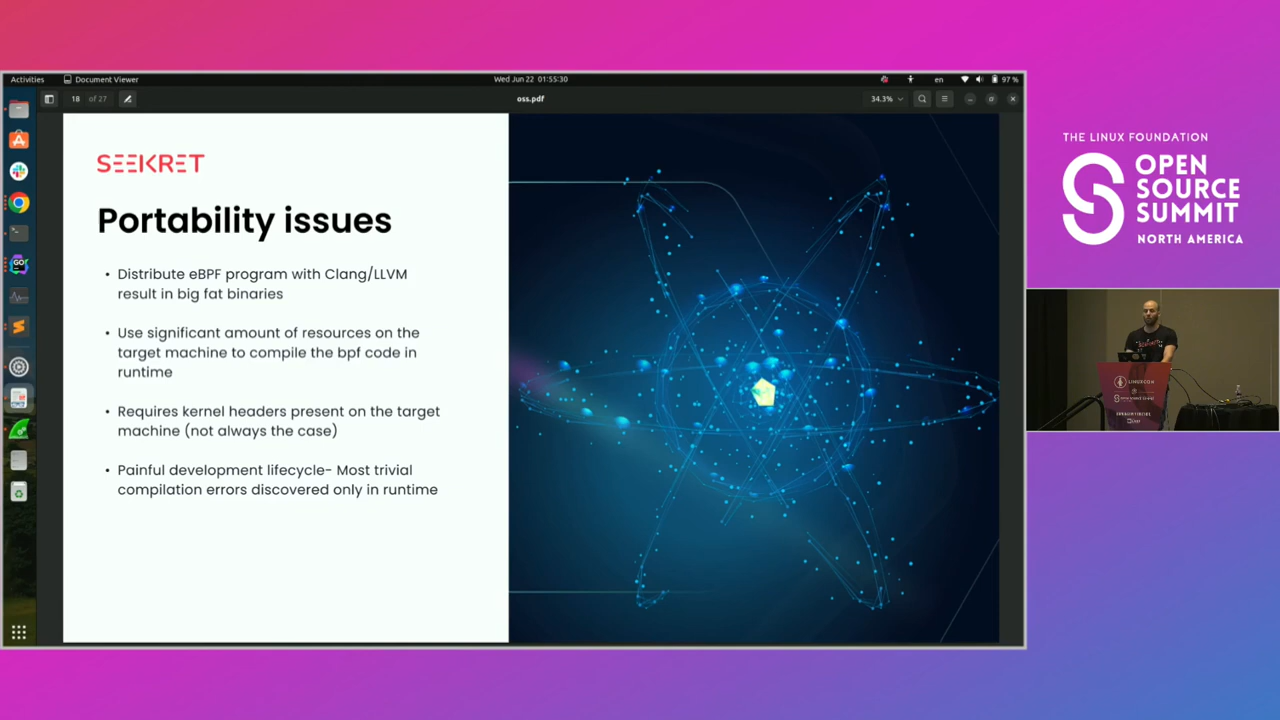 Activities
Document Viewer
Wed Jun 22 01:55:30
en
97 %
18 of 27
oss.pdf
34.3%
SEEKRET
Portability issues
• Distribute eBPF program with Clang/LLVM
result in big fat binaries
• Use significant amount of resources on the
target machine to compile the bpf code in
runtime
• Requires kernel headers present on the target
machine (not always the case)
• Painful development lifecycle- Most trivial
compilation errors discovered only in runtime
THE LINUX FOUNDATION
OPEN
SOURCE
SUMMIT
NORTH AMERICA
GO
LINUXCON